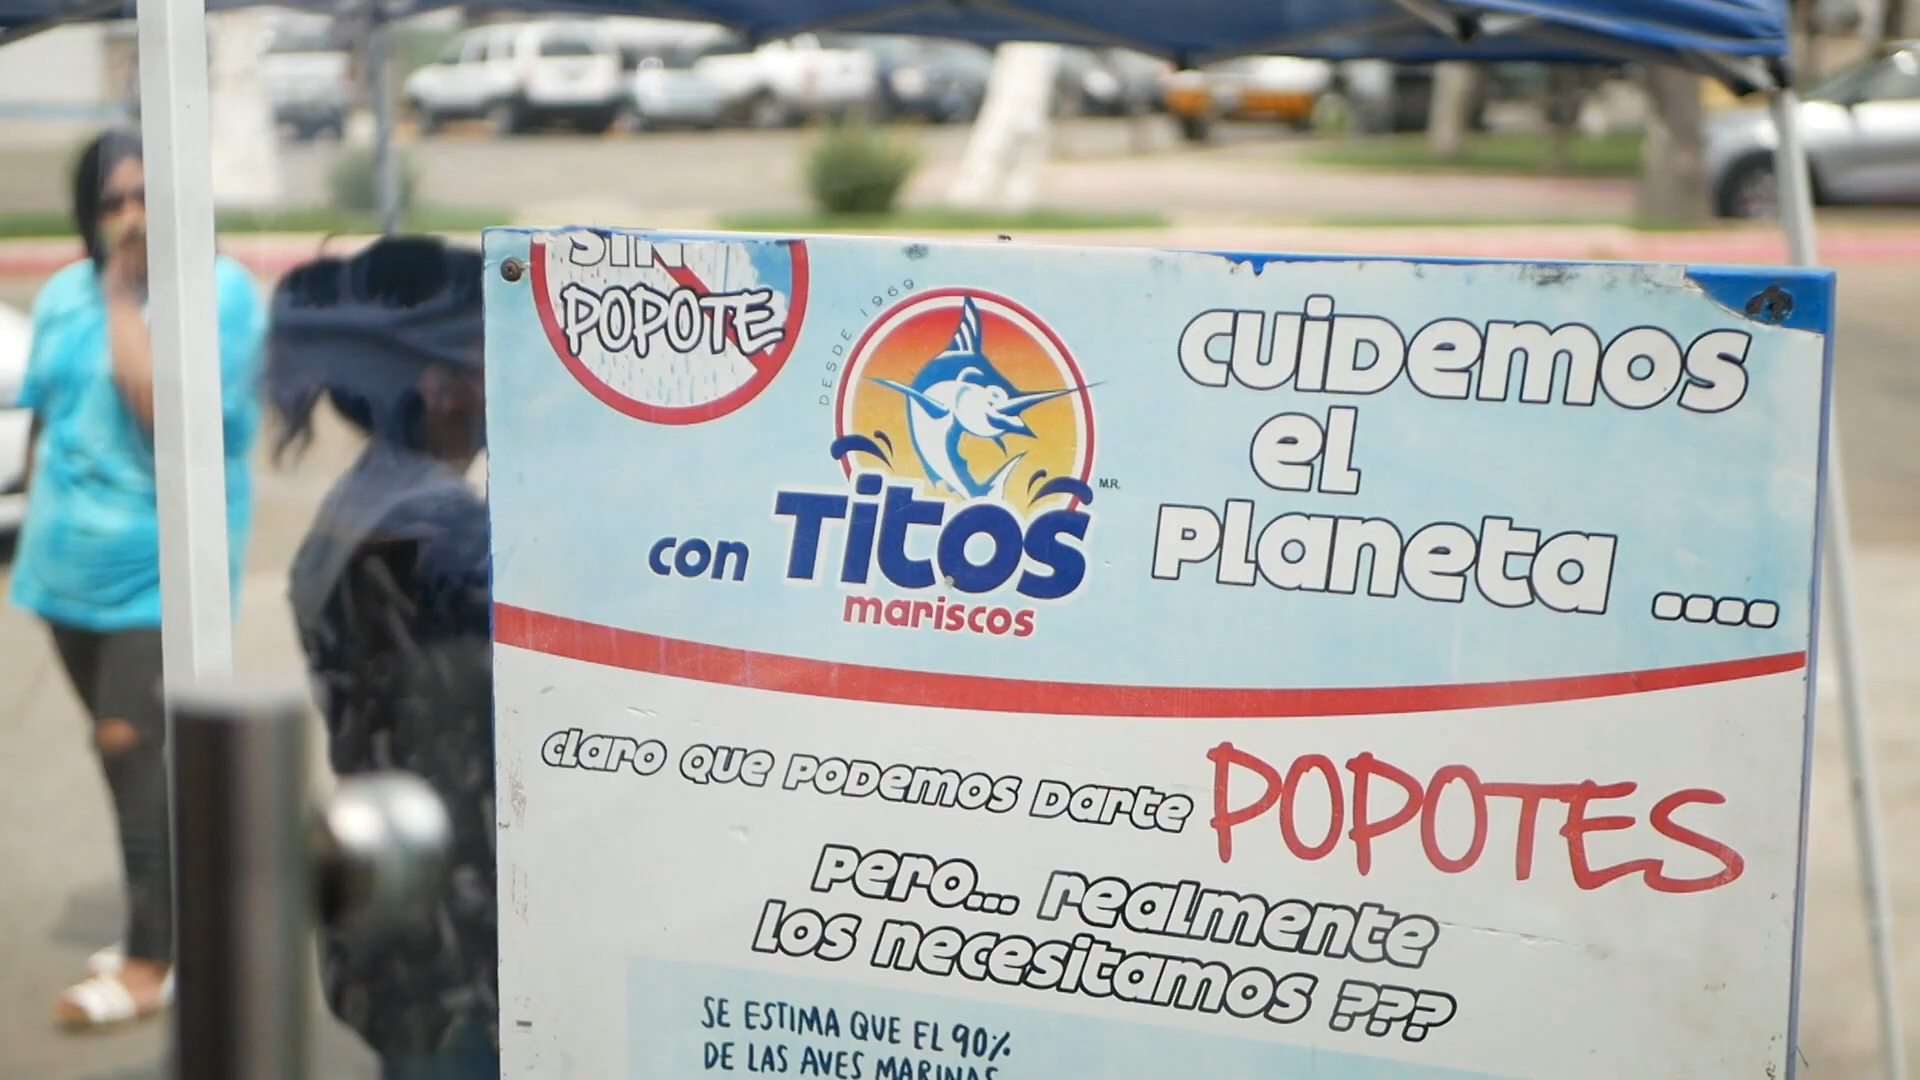 SIN
POPOTE
DESDE 1969
con Titos
M.R.
mariscos
CUIDEMOS
el
planeta ....
claro que podemos darte POPOTES
pero... realmente
los necesitamos ???
SE ESTIMA QUE EL 90%
DE LAS AVES MARINAS